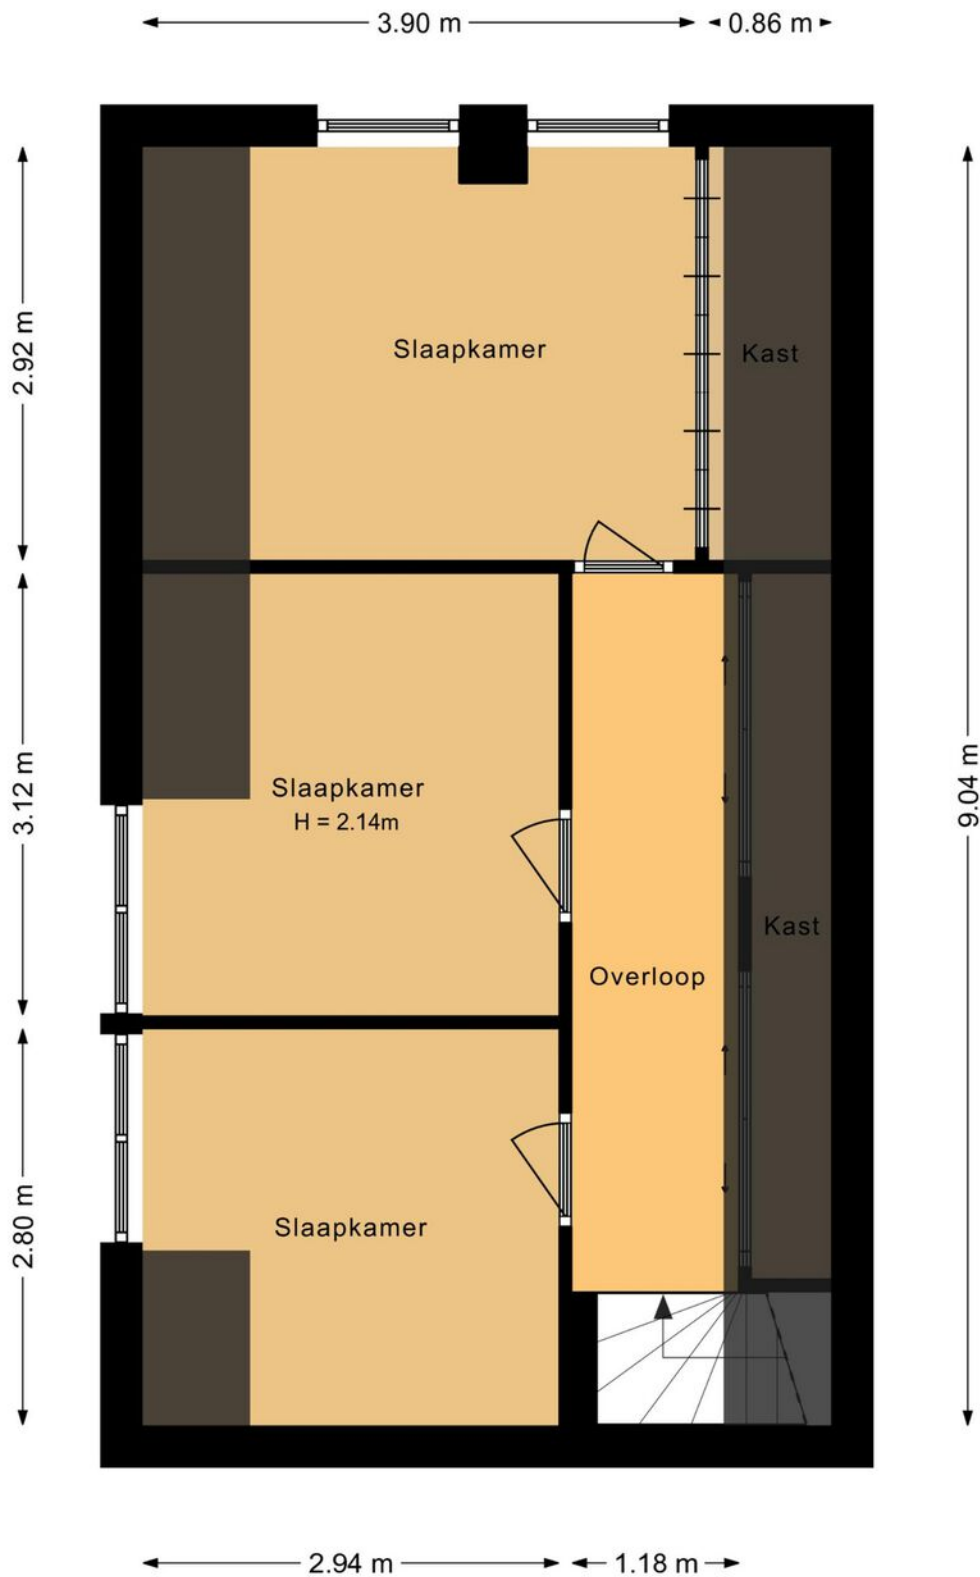 3.90 m
0.86 m
2.92 m
Slaapkamer
Kast
3.12 m
Slaapkamer
H = 2.14m
9.04 m
Kast
Overloop
2.80 m
Slaapkamer
2.94 m
1.18 m